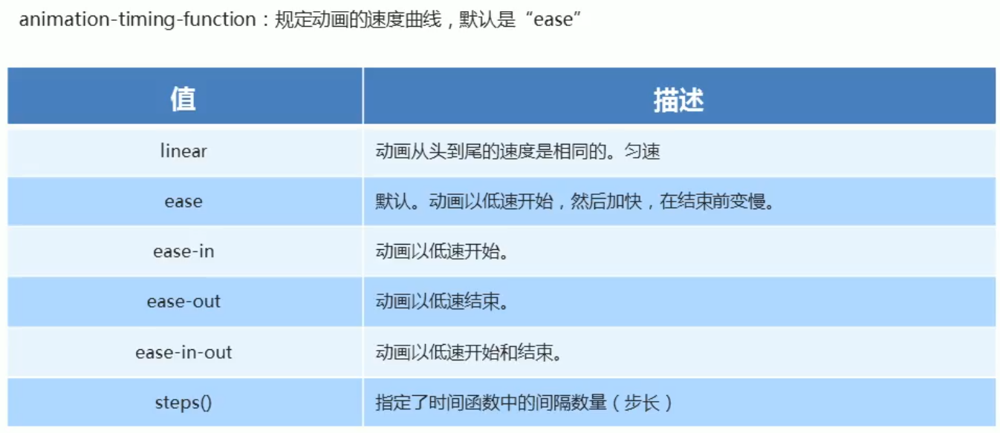 animation-timing-function：规定动画的速度曲线，默认是“ease”
值 描述
linear 动画从头到尾的速度是相同的。匀速
ease 默认。动画以低速开始，然后加快，在结束前变慢。
ease-in 动画以低速开始。
ease-out 动画以低速结束。
ease-in-out 动画以低速开始和结束。
steps() 指定了时间函数中的间隔数量（步长）